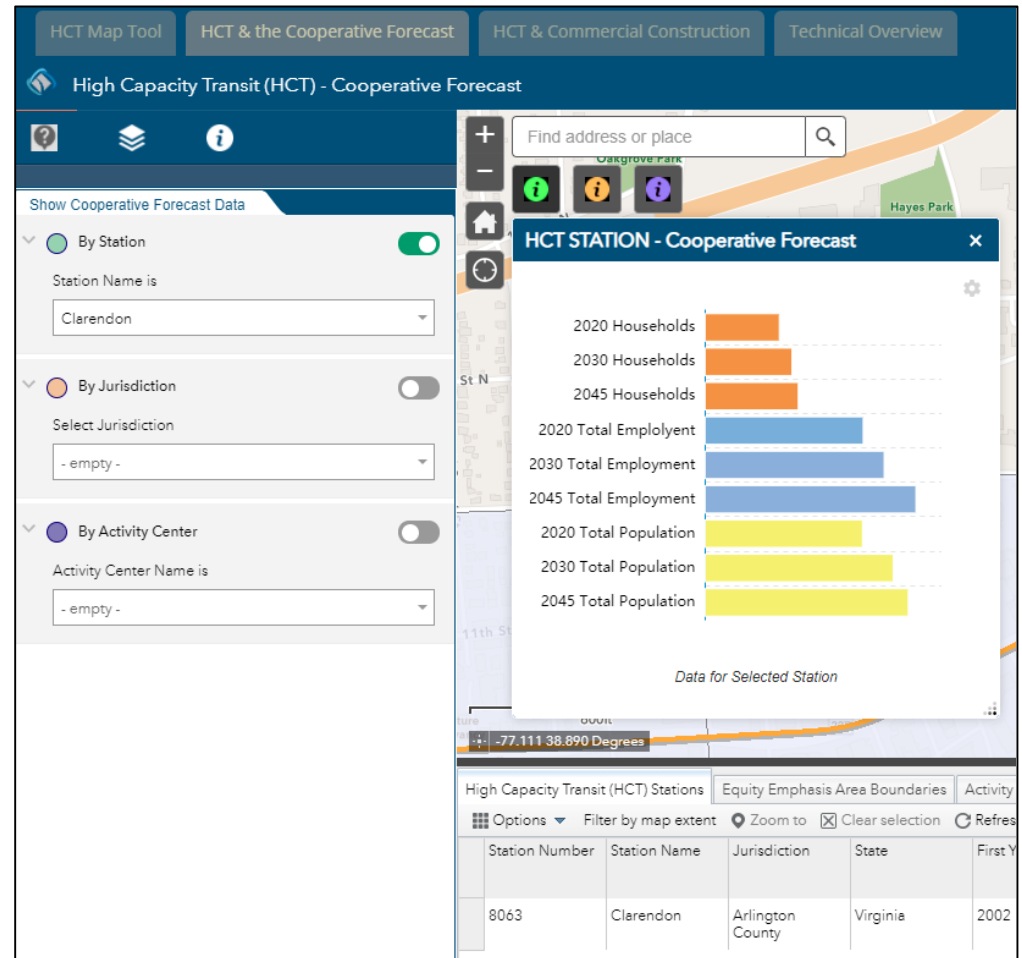 HCT Map Tool
HCT & the Cooperative Forecast
HCT & Commercial Construction
Technical Overview
High Capacity Transit (HCT) - Cooperative Forecast
Show Cooperative Forecast Data
By Station
Station Name is
Clarendon
By Jurisdiction
Select Jurisdiction
- empty -
By Activity Center
Activity Center Name is
- empty -
+
−
Find address or place
Oakgrove Park
Hayes Park
St N
HCT STATION - Cooperative Forecast
×
2020 Households
2030 Households
2045 Households
2020 Total Emplolyent
2030 Total Employment
2045 Total Employment
2020 Total Population
2030 Total Population
2045 Total Population
Data for Selected Station
11th St
600ft
-77.111 38.890 Degrees
High Capacity Transit (HCT) Stations
Equity Emphasis Area Boundaries
Activity
Options
Filter by map extent
Zoom to
Clear selection
Refres
Station Number
Station Name
Jurisdiction
State
First Y
8063
Clarendon
Arlington
County
Virginia
2002